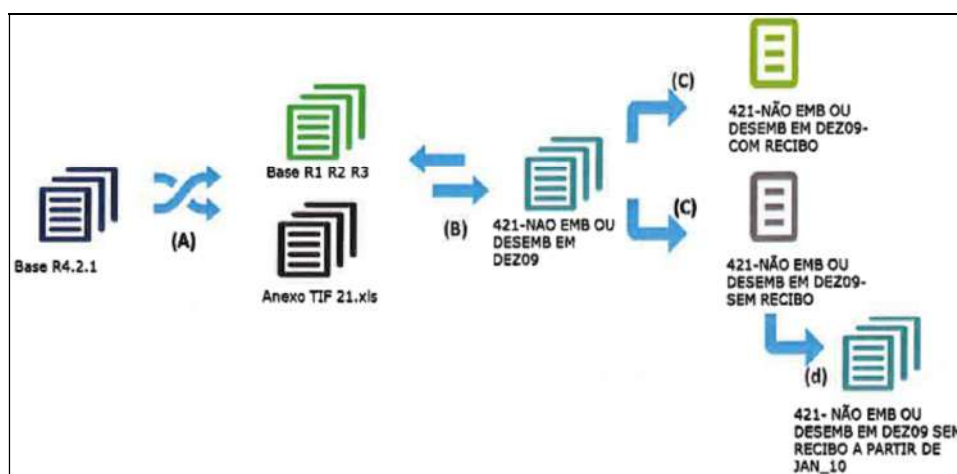 Base R4.2.1
(A)
Base R1 R2 R3
Anexo TIF 21.xls
(B)
421-NAO EMB OU
DESEMB EM
DEZ09
(C)
421-NÃO EMB OU
DESEMB EM DEZ09-
COM RECIBO
(C)
421-NÃO EMB OU
DESEMB EM DEZ09-
SEM RECIBO
(d)
421- NÃO EMB OU
DESEMB EM DEZ09 SEM
RECIBO A PARTIR DE
JAN_10